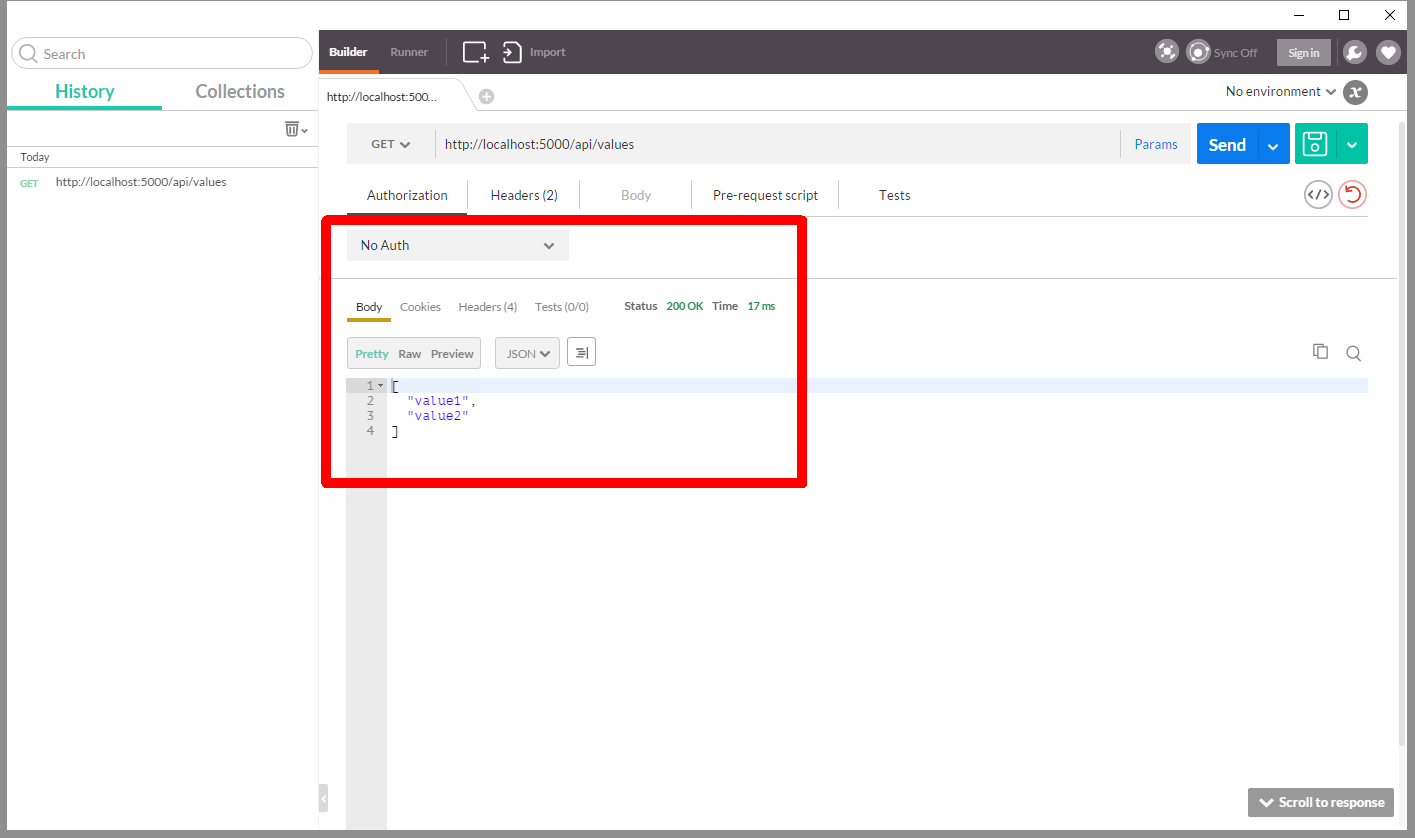 Search
History Collections
Today
GET http://localhost:5000/api/values
Builder Runner Import Sync Off Sign in
http://localhost:500... No environment x
GET http://localhost:5000/api/values Params Send
Authorization Headers (2) Body Pre-request script Tests </>
No Auth
Body Cookies Headers (4) Tests (0/0) Status 200 OK Time 17 ms
Pretty Raw Preview JSON
1 [
2 "value1",
3 "value2"
4 ]
Scroll to response